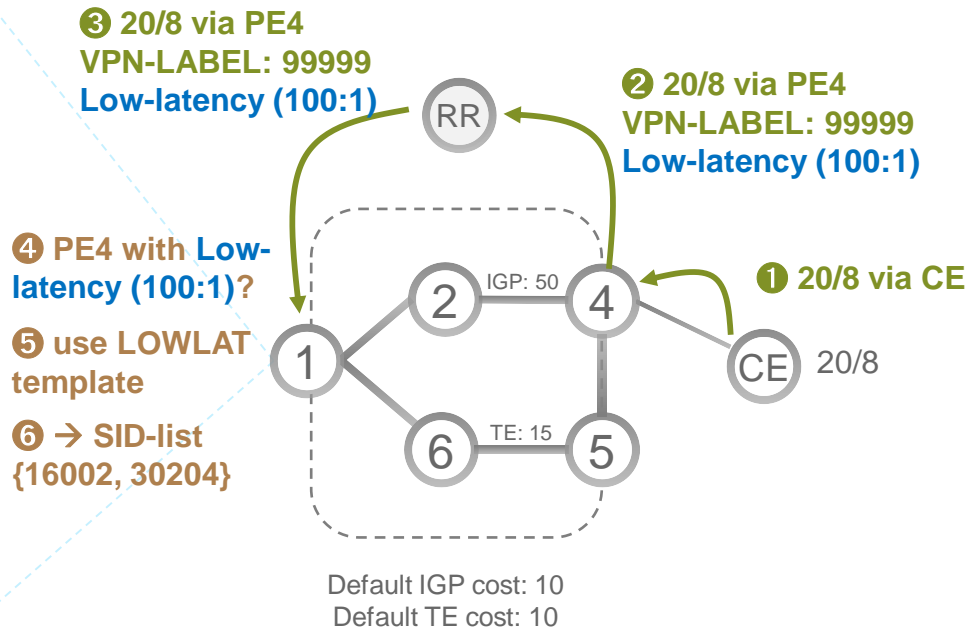 ❸ 20/8 via PE4
VPN-LABEL: 99999
Low-latency (100:1)
RR
❷ 20/8 via PE4
VPN-LABEL: 99999
Low-latency (100:1)
❹ PE4 with Low-
latency (100:1)?
❺ use LOWLAT
template
❻ → SID-list
{16002, 30204}
❶ 20/8 via CE
IGP: 50
2
4
1
CE
20/8
TE: 15
6
5
Default IGP cost: 10
Default TE cost: 10